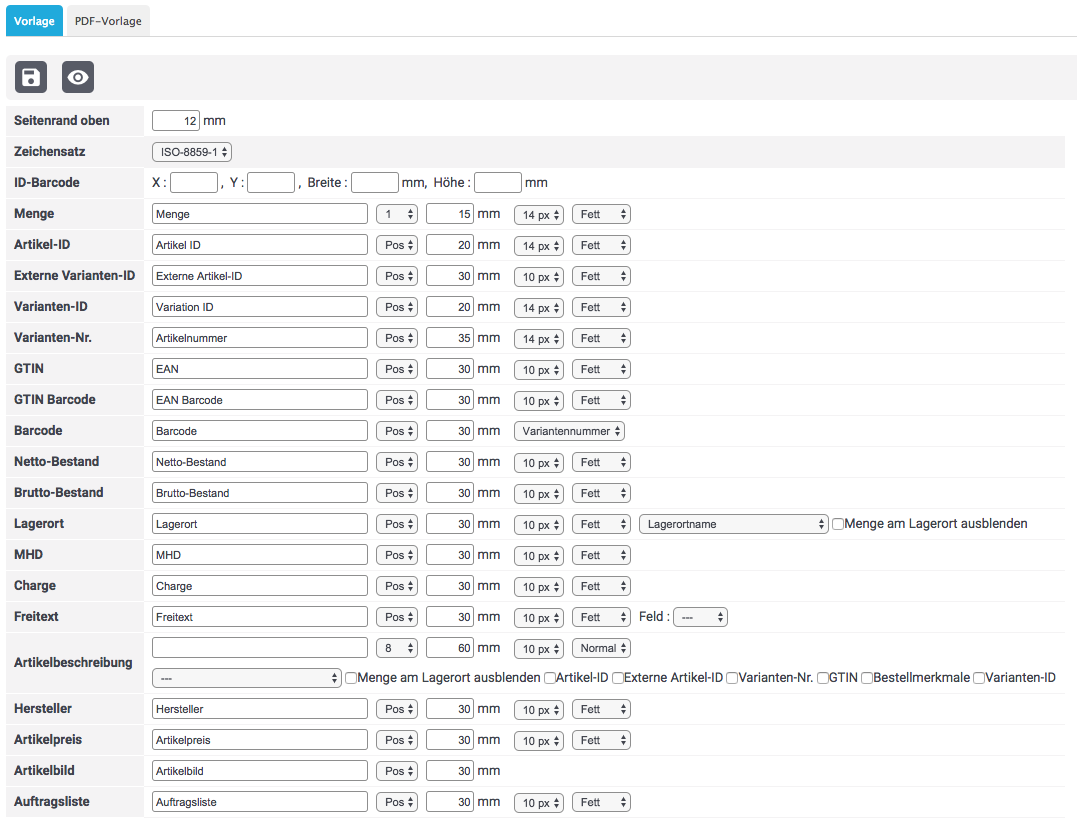 Vorlage PDF-Vorlage
Seitenrand oben 12 mm
Zeichensatz ISO-8859-1
ID-Barcode X : , Y : , Breite : mm, Höhe : mm
Menge Menge 1 15 mm 14 px Fett
Artikel-ID Artikel ID Pos 20 mm 14 px Fett
Externe Varianten-ID Externe Artikel-ID Pos 30 mm 10 px Fett
Varianten-ID Variation ID Pos 20 mm 14 px Fett
Varianten-Nr. Artikelnummer Pos 35 mm 14 px Fett
GTIN EAN Pos 30 mm 10 px Fett
GTIN Barcode EAN Barcode Pos 30 mm 10 px Fett
Barcode Barcode Pos 30 mm Variantennummer
Netto-Bestand Netto-Bestand Pos 30 mm 10 px Fett
Brutto-Bestand Brutto-Bestand Pos 30 mm 10 px Fett
Lagerort Lagerort Pos 30 mm 10 px Fett Lagerortname Menge am Lagerort ausblenden
MHD MHD Pos 30 mm 10 px Fett
Charge Charge Pos 30 mm 10 px Fett
Freitext Freitext Pos 30 mm 10 px Fett Feld : ---
Artikelbeschreibung 8 60 mm 10 px Normal
--- Menge am Lagerort ausblenden Artikel-ID Externe Artikel-ID Varianten-Nr. GTIN Bestellmerkmale Varianten-ID
Hersteller Hersteller Pos 30 mm 10 px Fett
Artikelpreis Artikelpreis Pos 30 mm 10 px Fett
Artikelbild Artikelbild Pos 30 mm
Auftragsliste Auftragsliste Pos 30 mm 10 px Fett